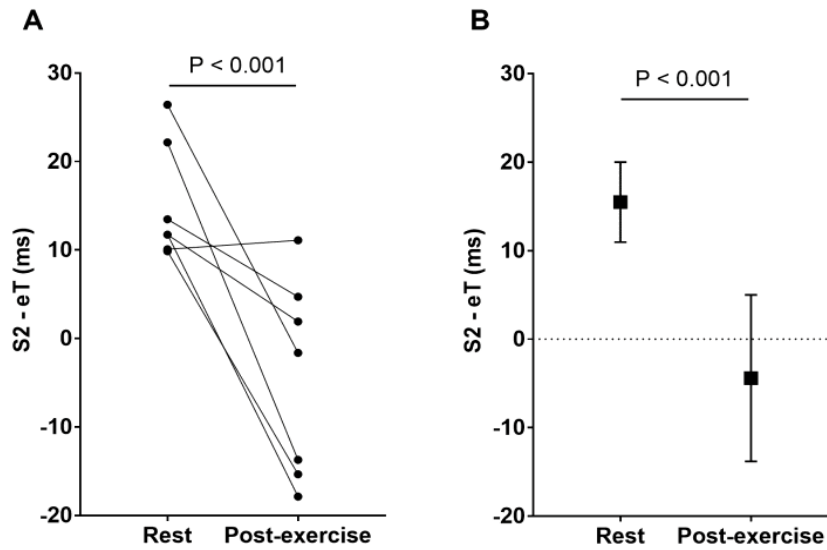 A
P < 0.001
S2 - eT (ms)
30
20
10
0
-10
-20
Rest
Post-exercise
B
P < 0.001
S2 - eT (ms)
30
20
10
0
-10
-20
Rest
Post-exercise